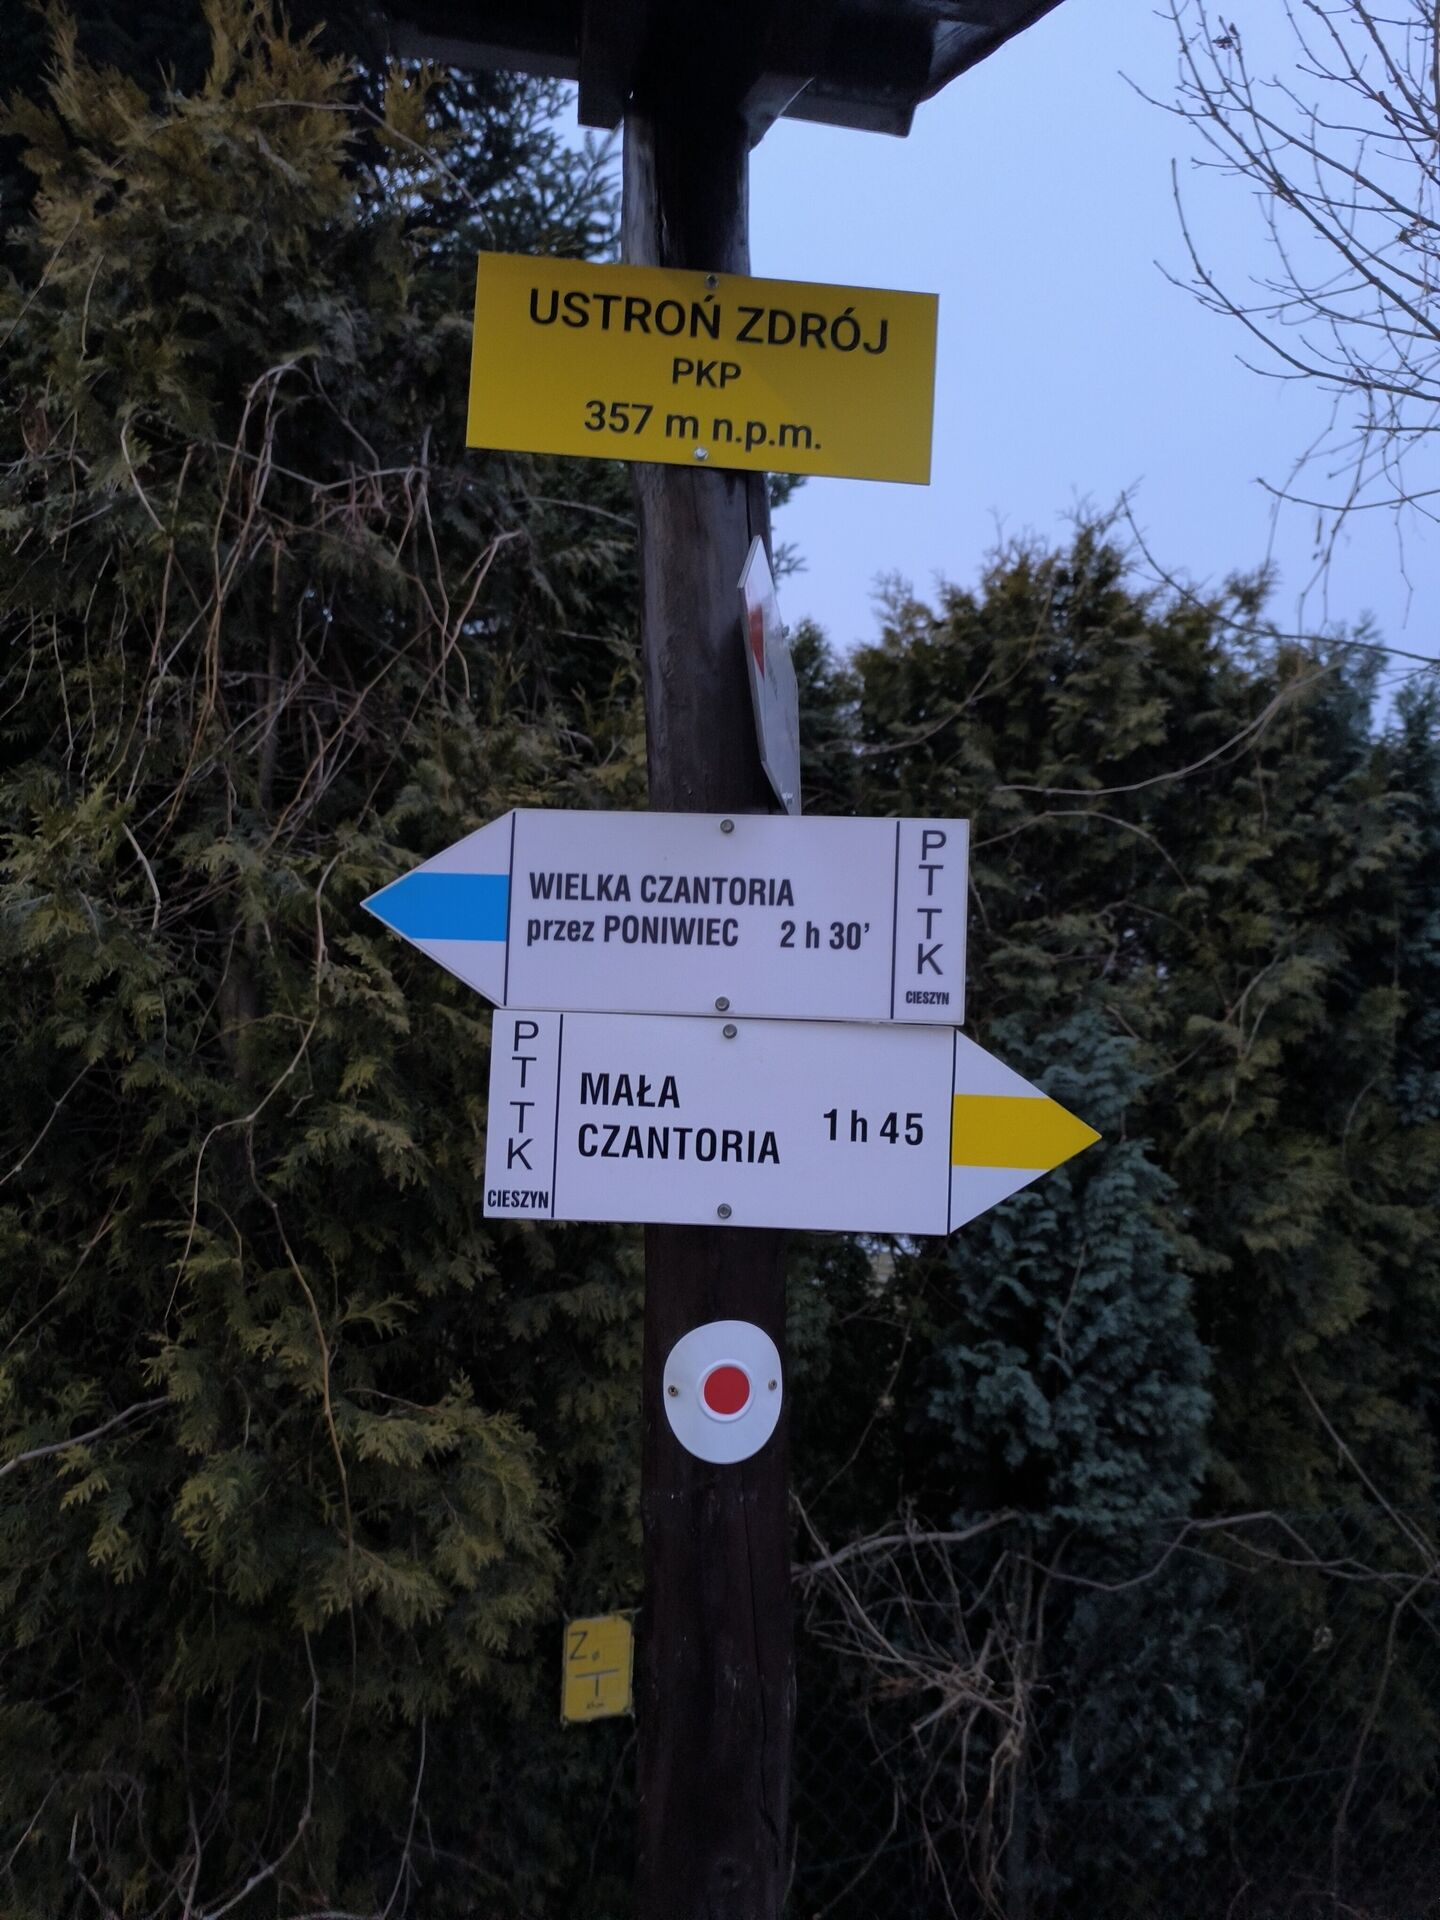 USTROŃ ZDRÓJ
PKP
357 m n.p.m.
WIELKA CZANTORIA
przez PONIWIEC 2 h 30'
PTTK
CIESZYN
PTTK
CIESZYN
MAŁA
CZANTORIA
1 h 45
Z